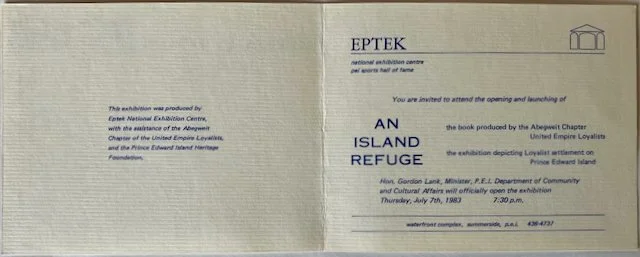 This exhibition was produced by
Eptek National Exhibition Centre,
with the assistance of the Abegweit
Chapter of the United Empire Loyalists,
and the Prince Edward Island Heritage
Foundation.
EPTEK
national exhibition centre
pei sports hall of fame
You are invited to attend the opening and launching of
AN
ISLAND
REFUGE
the book produced by the Abegweit Chapter
United Empire Loyalists
the exhibition depicting Loyalist settlement on
Prince Edward Island
Hon. Gordon Lank, Minister, P.E.I. Department of Community
and Cultural Affairs will officially open the exhibition
Thursday, July 7th, 1983 7:30 p.m.
waterfront complex, summerside, p.e.i. 436-4737